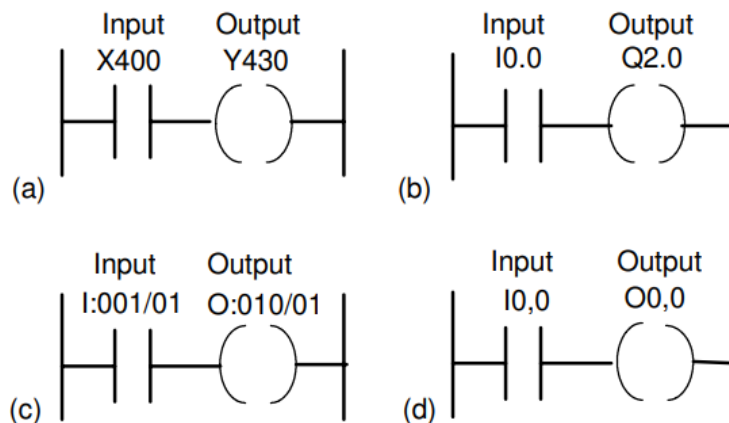 Input Output
X400 Y430
(a)
Input Output
I0.0 Q2.0
(b)
Input Output
I:001/01 O:010/01
(c)
Input Output
I0,0 O0,0
(d)